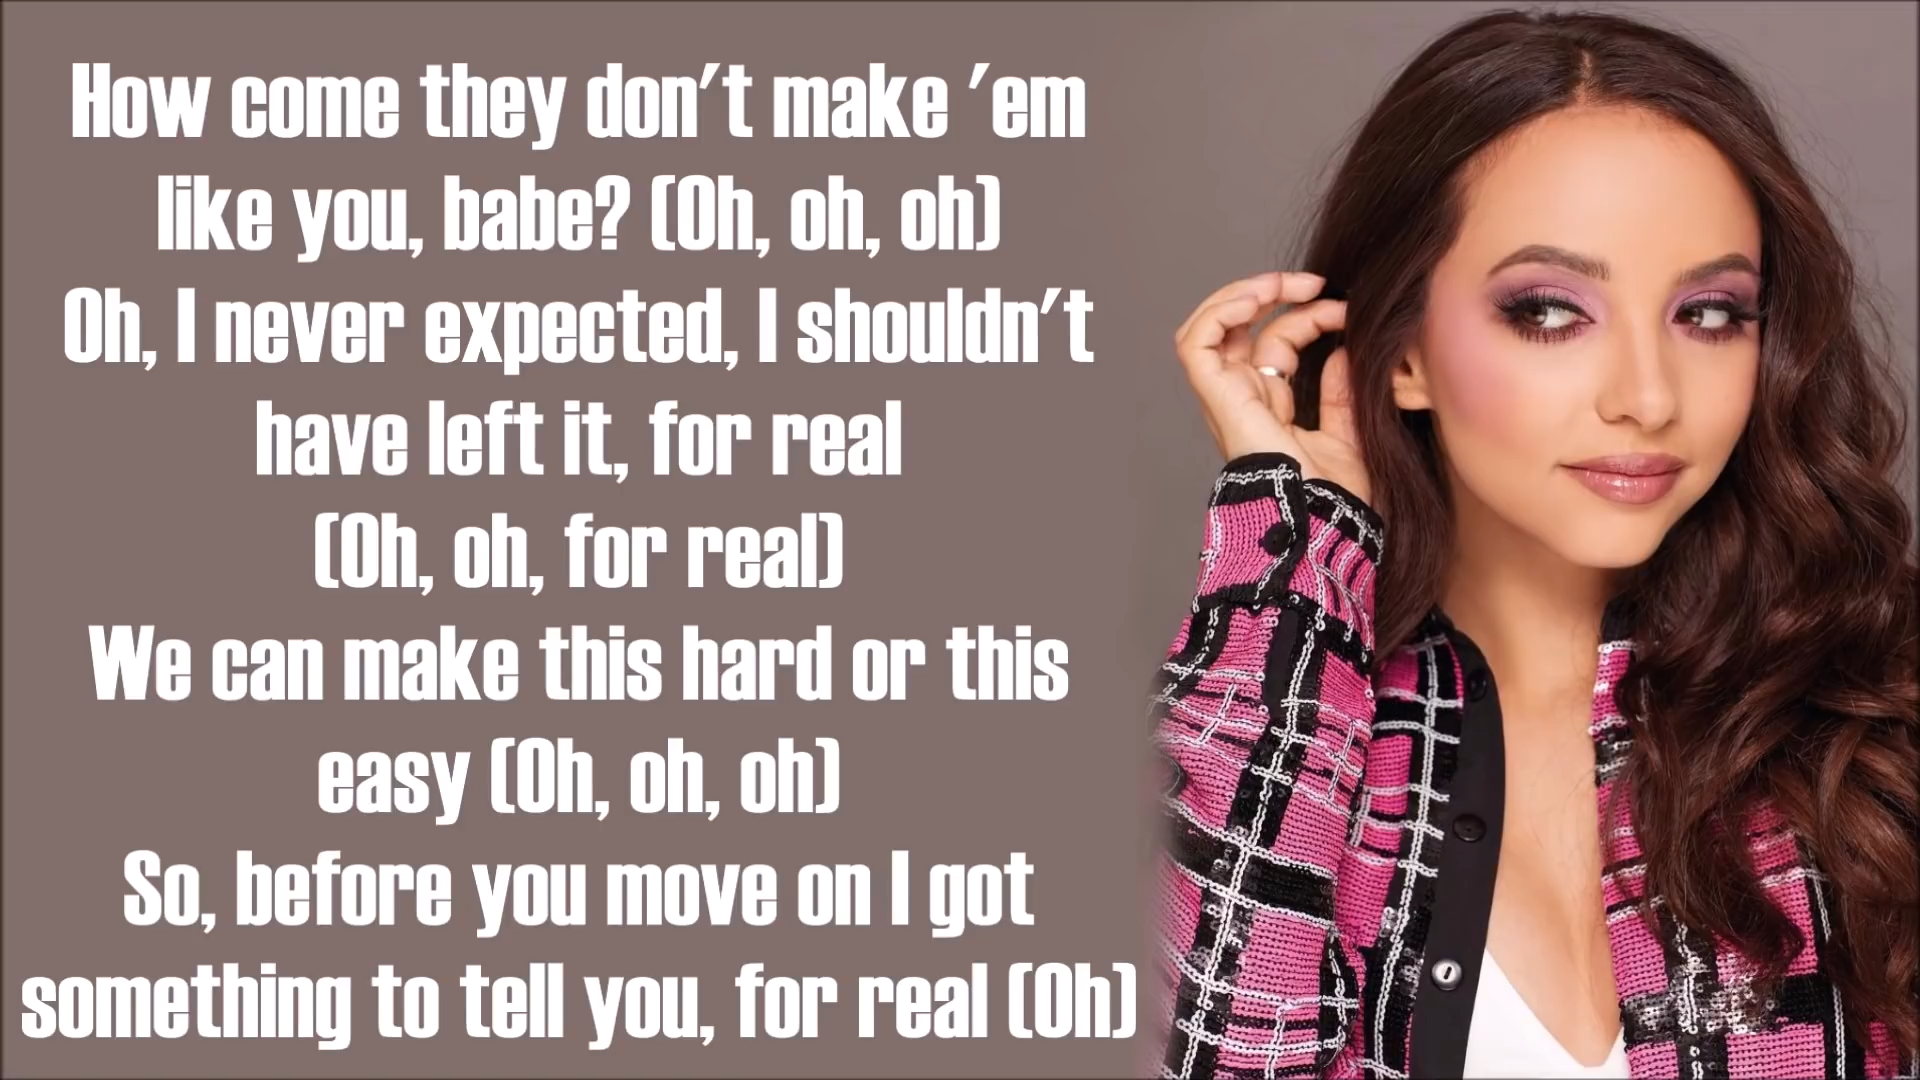 How come they don't make 'em
like you, babe? (Oh, oh, oh)
Oh, I never expected, I shouldn't
have left it, for real
(Oh, oh, for real)
We can make this hard or this
easy (Oh, oh, oh)
So, before you move on I got
something to tell you, for real (Oh)